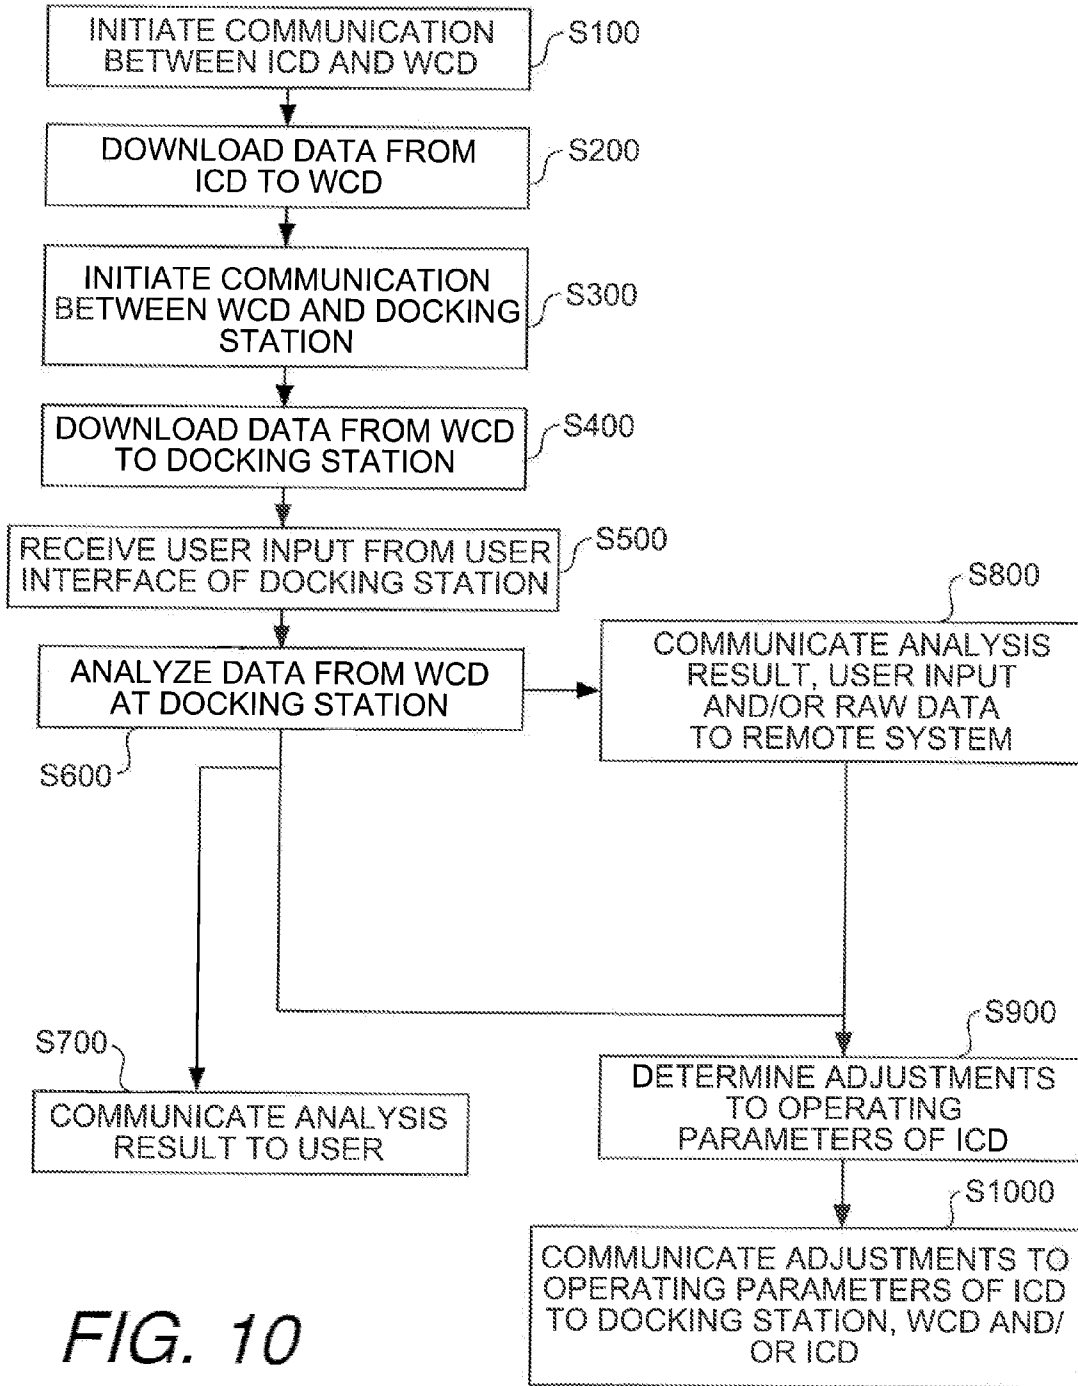 INITIATE COMMUNICATION
BETWEEN ICD AND WCD
S100
DOWNLOAD DATA FROM
ICD TO WCD
S200
INITIATE COMMUNICATION
BETWEEN WCD AND DOCKING
STATION
S300
DOWNLOAD DATA FROM WCD
TO DOCKING STATION
S400
RECEIVE USER INPUT FROM USER
INTERFACE OF DOCKING STATION
S500
ANALYZE DATA FROM WCD
AT DOCKING STATION
S600
S800
COMMUNICATE ANALYSIS
RESULT, USER INPUT
AND/OR RAW DATA
TO REMOTE SYSTEM
S700
COMMUNICATE ANALYSIS
RESULT TO USER
S900
DETERMINE ADJUSTMENTS
TO OPERATING
PARAMETERS OF ICD
S1000
COMMUNICATE ADJUSTMENTS TO
OPERATING PARAMETERS OF ICD
TO DOCKING STATION, WCD AND/
OR ICD
FIG. 10